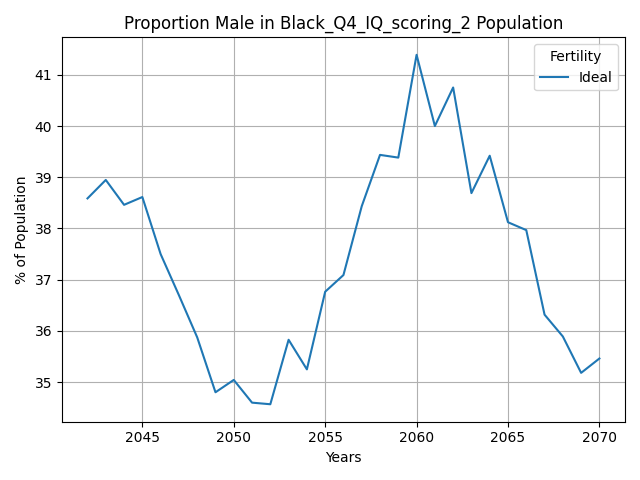 Proportion Male in Black_Q4_IQ_scoring_2 Population
Fertility
Ideal
41
40
39
38
37
36
35
% of Population
2045 2050 2055 2060 2065 2070
Years